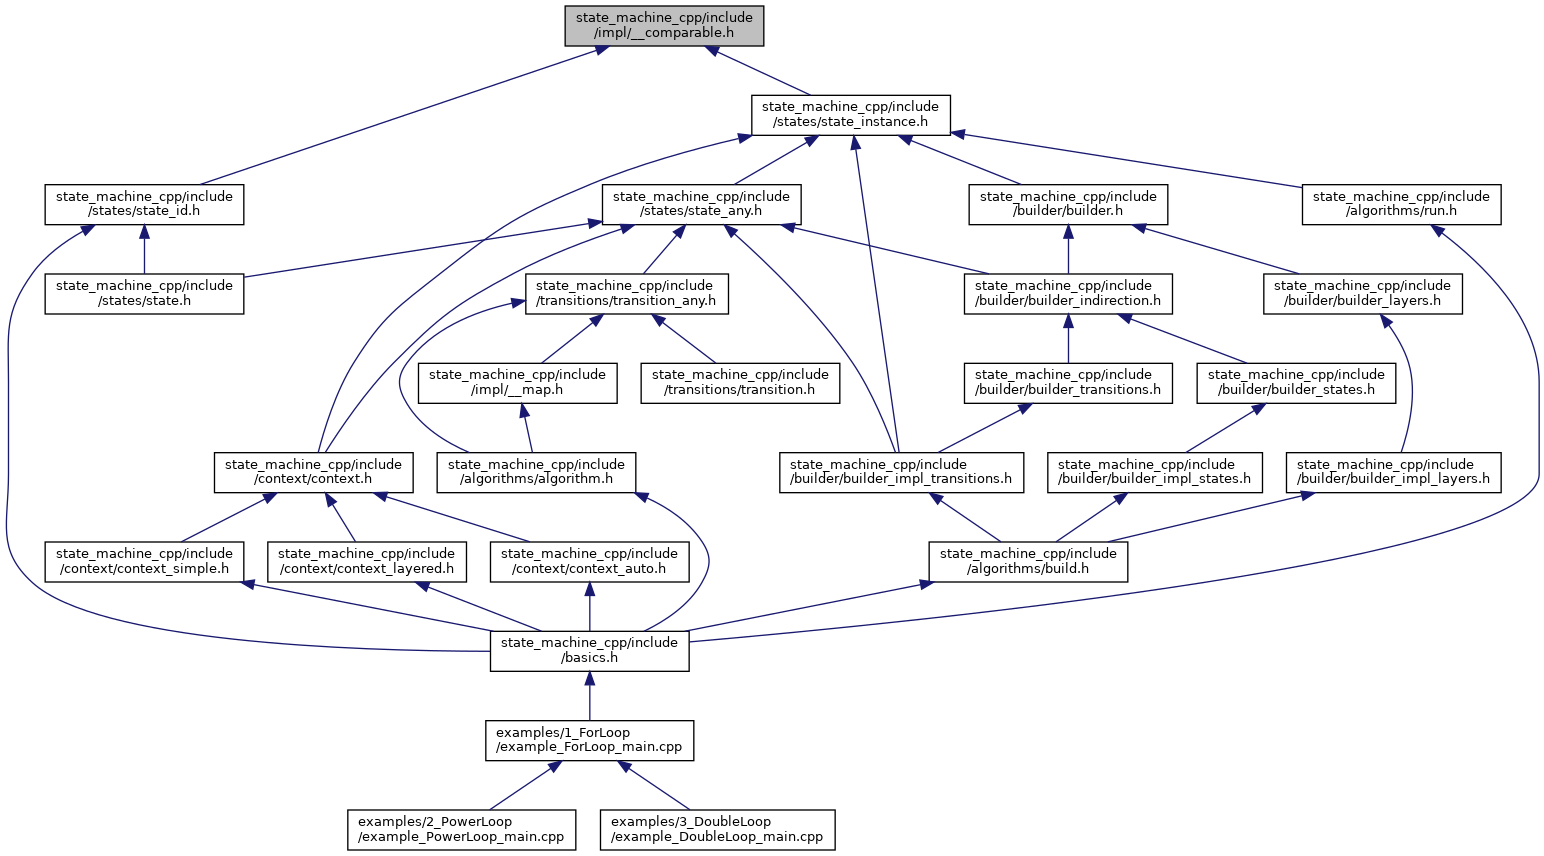 state_machine_cpp/include
/impl/__comparable.h
state_machine_cpp/include
/states/state_instance.h
state_machine_cpp/include
/states/state_id.h
state_machine_cpp/include
/states/state_any.h
state_machine_cpp/include
/builder/builder.h
state_machine_cpp/include
/algorithms/run.h
state_machine_cpp/include
/states/state.h
state_machine_cpp/include
/transitions/transition_any.h
state_machine_cpp/include
/builder/builder_indirection.h
state_machine_cpp/include
/builder/builder_layers.h
state_machine_cpp/include
/impl/__map.h
state_machine_cpp/include
/transitions/transition.h
state_machine_cpp/include
/builder/builder_transitions.h
state_machine_cpp/include
/builder/builder_states.h
state_machine_cpp/include
/context/context.h
state_machine_cpp/include
/algorithms/algorithm.h
state_machine_cpp/include
/builder/builder_impl_transitions.h
state_machine_cpp/include
/builder/builder_impl_states.h
state_machine_cpp/include
/builder/builder_impl_layers.h
state_machine_cpp/include
/context/context_simple.h
state_machine_cpp/include
/context/context_layered.h
state_machine_cpp/include
/context/context_auto.h
state_machine_cpp/include
/algorithms/build.h
state_machine_cpp/include
/basics.h
examples/1_ForLoop
/example_ForLoop_main.cpp
examples/2_PowerLoop
/example_PowerLoop_main.cpp
examples/3_DoubleLoop
/example_DoubleLoop_main.cpp